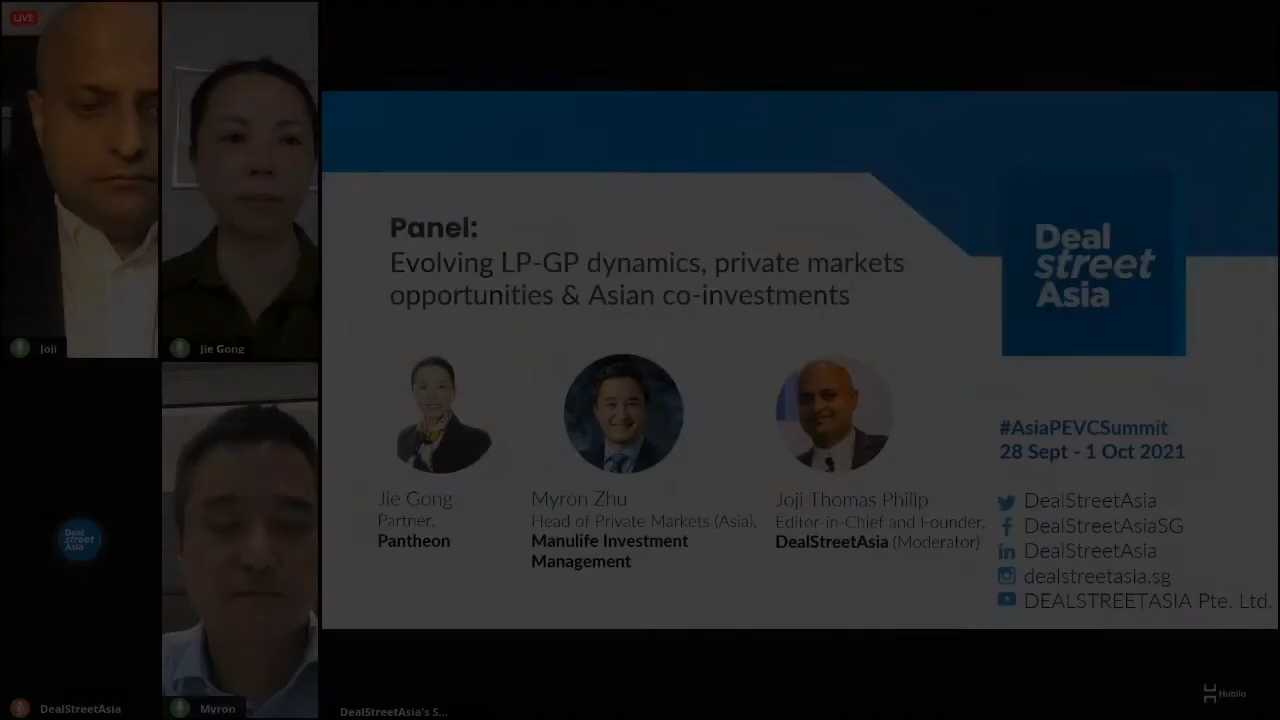 LIVE
Joji
Jie Gong
DealStreetAsia
Myron
Deal
street
Asia
Panel:
Evolving LP-GP dynamics, private markets
opportunities & Asian co-investments
Deal
street
Asia
Jie Gong
Partner,
Pantheon
Myron Zhu
Head of Private Markets (Asia),
Manulife Investment
Management
Joji Thomas Philip
Editor-in-Chief and Founder,
DealStreetAsia (Moderator)
#AsiaPEVCSummit
28 Sept - 1 Oct 2021
DealStreetAsia
DealStreetAsiaSG
DealStreetAsia
dealstreetasia.sg
DEALSTREETASIA Pte. Ltd.
DealStreetAsia's S...
Hubilo